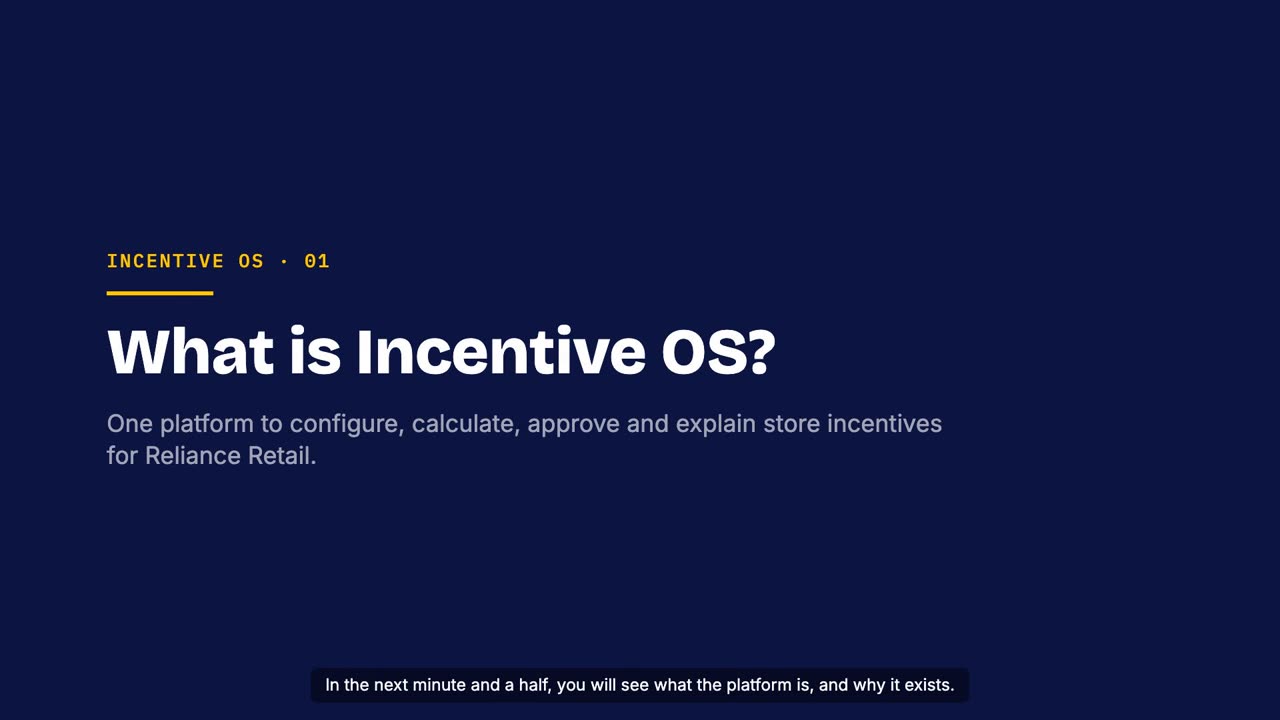 INCENTIVE OS · 01
What is Incentive OS?
One platform to configure, calculate, approve and explain store incentives
for Reliance Retail.
In the next minute and a half, you will see what the platform is, and why it exists.